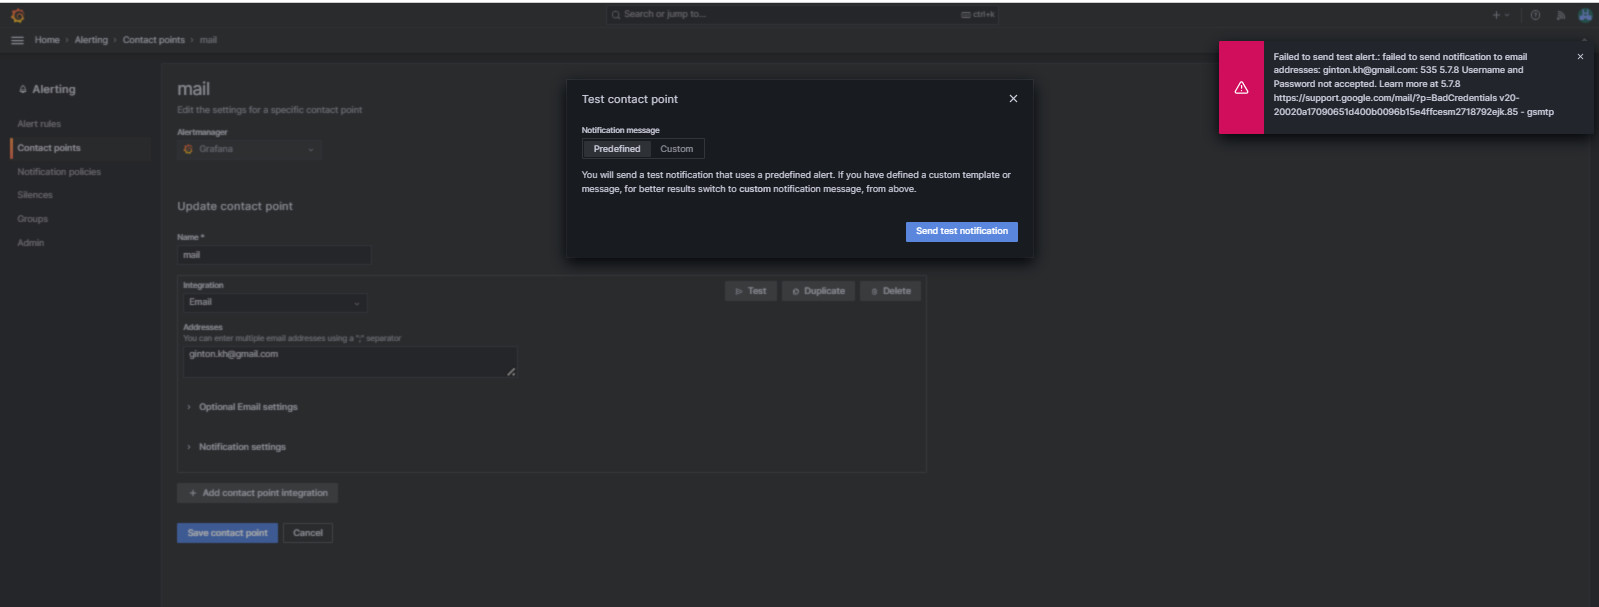 Search or jump to...
ctrl+k
Home › Alerting › Contact points › mail
Failed to send test alert.: failed to send notification to email
addresses: ginton.kh@gmail.com: 535 5.7.8 Username and
Password not accepted. Learn more at 5.7.8
https://support.google.com/mail/?p=BadCredentials v20-
20020a17090651d400b0096b15e4ffcesm2718792ejk.85 - gsmtp
Alerting
Alert rules
Contact points
Notification policies
Silences
Groups
Admin
mail
Edit the settings for a specific contact point
Alertmanager
Grafana
Test contact point
Notification message
Predefined Custom
You will send a test notification that uses a predefined alert. If you have defined a custom template or
message, for better results switch to custom notification message, from above.
Send test notification
Update contact point
Name *
mail
Integration
Email
Test Duplicate Delete
Addresses
You can enter multiple email addresses using a ";" separator
ginton.kh@gmail.com
Optional Email settings
Notification settings
+ Add contact point integration
Save contact point Cancel